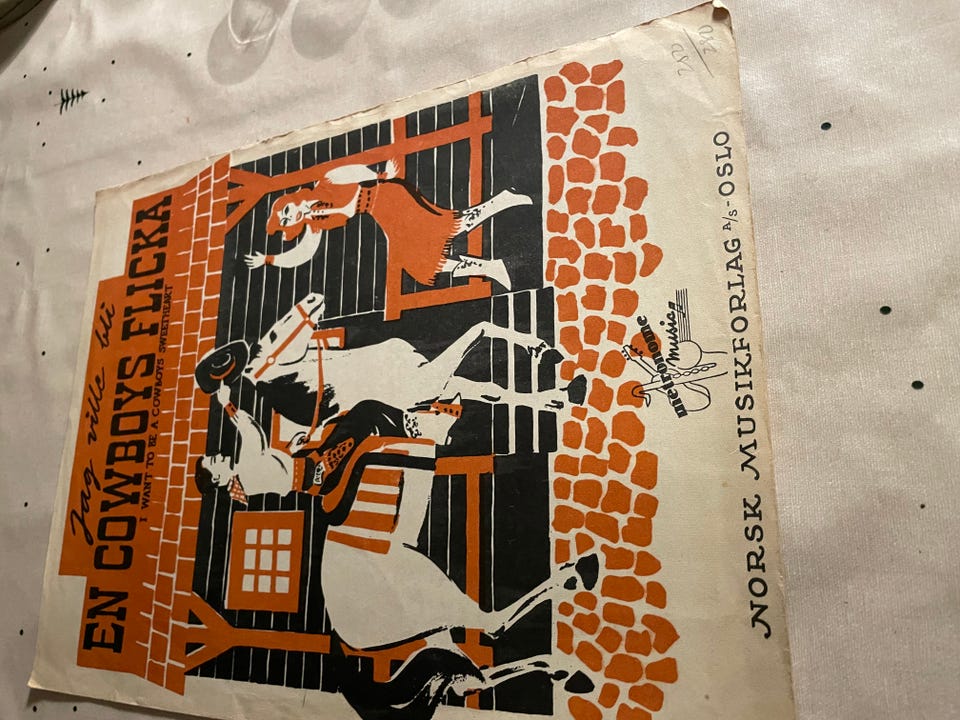 Jag ville bli
EN COWBOYS FLICKA
I WANT TO BE A COWBOYS SWEETHEART
metronome
music
NORSK MUSIKFORLAG A/S - OSLO